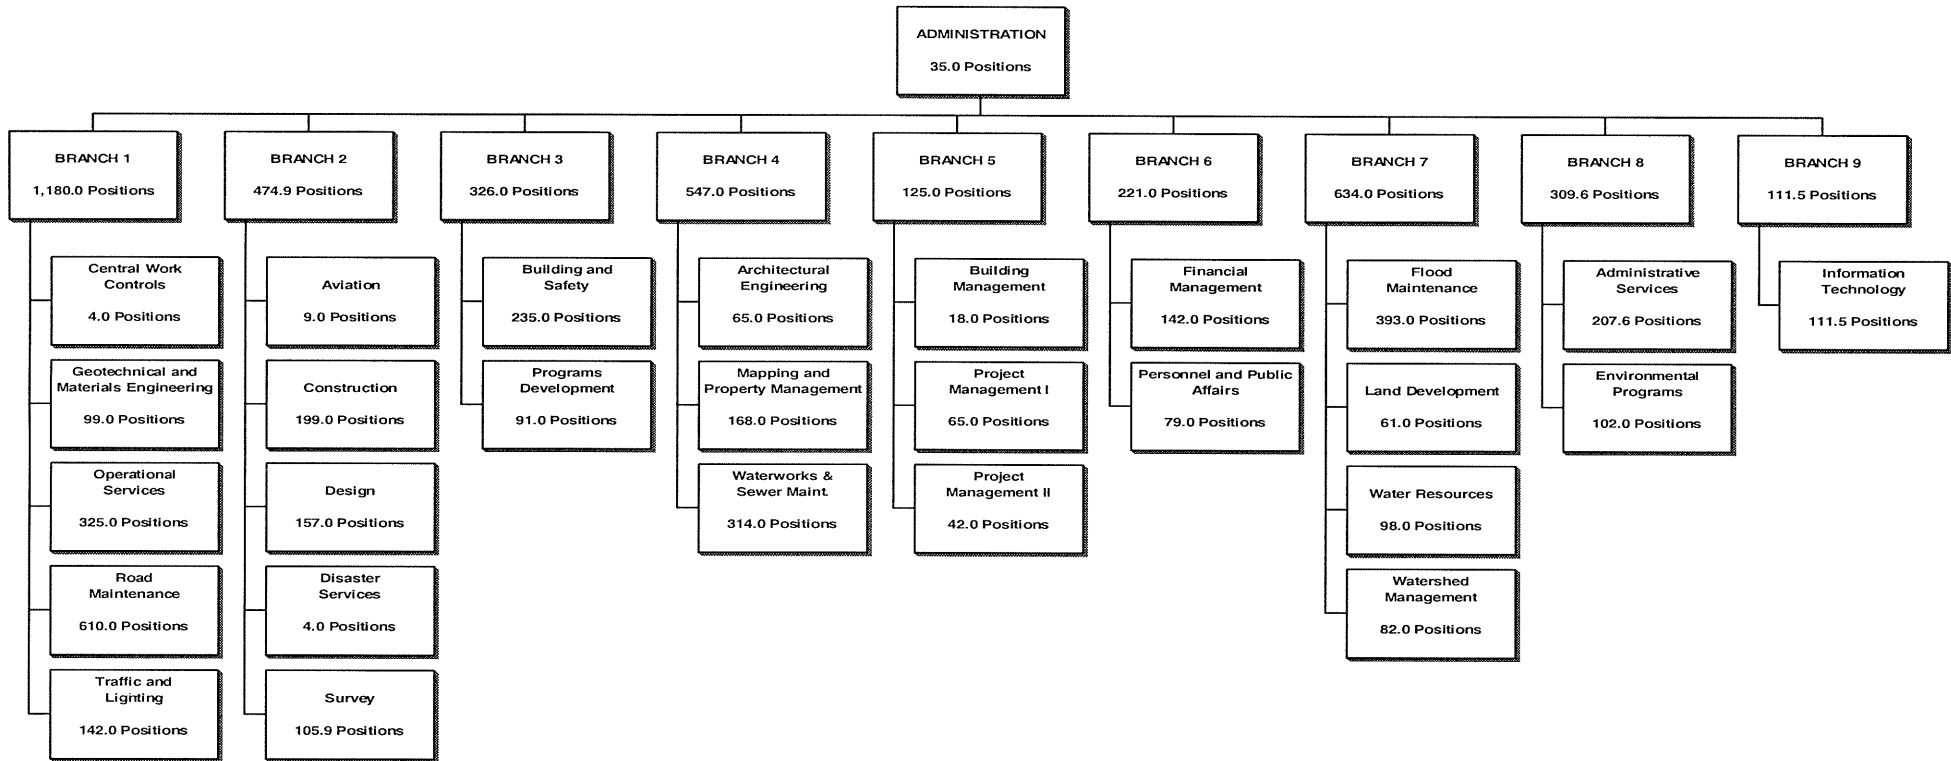 ADMINISTRATION
35.0 Positions
BRANCH 1
1,180.0 Positions
Central Work
Controls
4.0 Positions
Geotechnical and
Materials Engineering
99.0 Positions
Operational
Services
325.0 Positions
Road
Maintenance
610.0 Positions
Traffic and
Lighting
142.0 Positions
BRANCH 2
474.9 Positions
Aviation
9.0 Positions
Construction
199.0 Positions
Design
157.0 Positions
Disaster
Services
4.0 Positions
Survey
105.9 Positions
BRANCH 3
326.0 Positions
Building and
Safety
235.0 Positions
Programs
Development
91.0 Positions
BRANCH 4
547.0 Positions
Architectural
Engineering
65.0 Positions
Mapping and
Property Management
168.0 Positions
Waterworks &
Sewer Maint.
314.0 Positions
BRANCH 5
125.0 Positions
Building
Management
18.0 Positions
Project
Management I
65.0 Positions
Project
Management II
42.0 Positions
BRANCH 6
221.0 Positions
Financial
Management
142.0 Positions
Personnel and Public
Affairs
79.0 Positions
BRANCH 7
634.0 Positions
Flood
Maintenance
393.0 Positions
Land Development
61.0 Positions
Water Resources
98.0 Positions
Watershed
Management
82.0 Positions
BRANCH 8
309.6 Positions
Administrative
Services
207.6 Positions
Environmental
Programs
102.0 Positions
BRANCH 9
111.5 Positions
Information
Technology
111.5 Positions